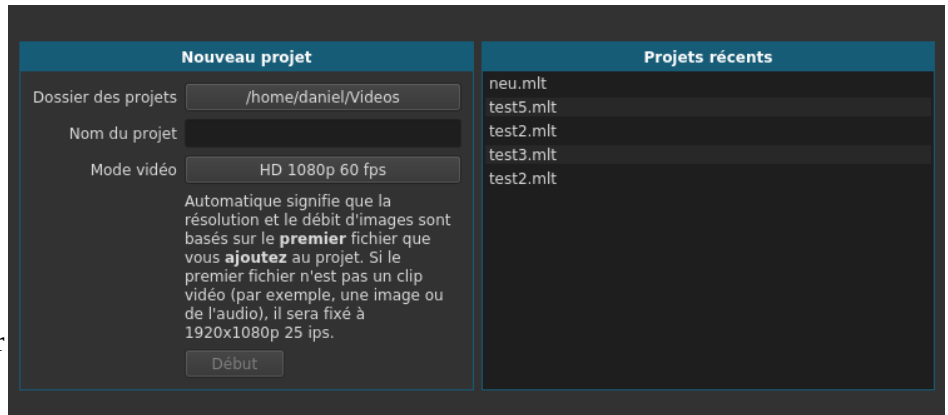 Nouveau projet
Dossier des projets /home/daniel/Videos
Nom du projet
Mode vidéo HD 1080p 60 fps
Automatique signifie que la
résolution et le débit d'images sont
basés sur le premier fichier que
vous ajoutez au projet. Si le
premier fichier n'est pas un clip
vidéo (par exemple, une image ou
de l'audio), il sera fixé à
1920x1080p 25 ips.
Début
Projets récents
neu.mlt
test5.mlt
test2.mlt
test3.mlt
test2.mlt
r